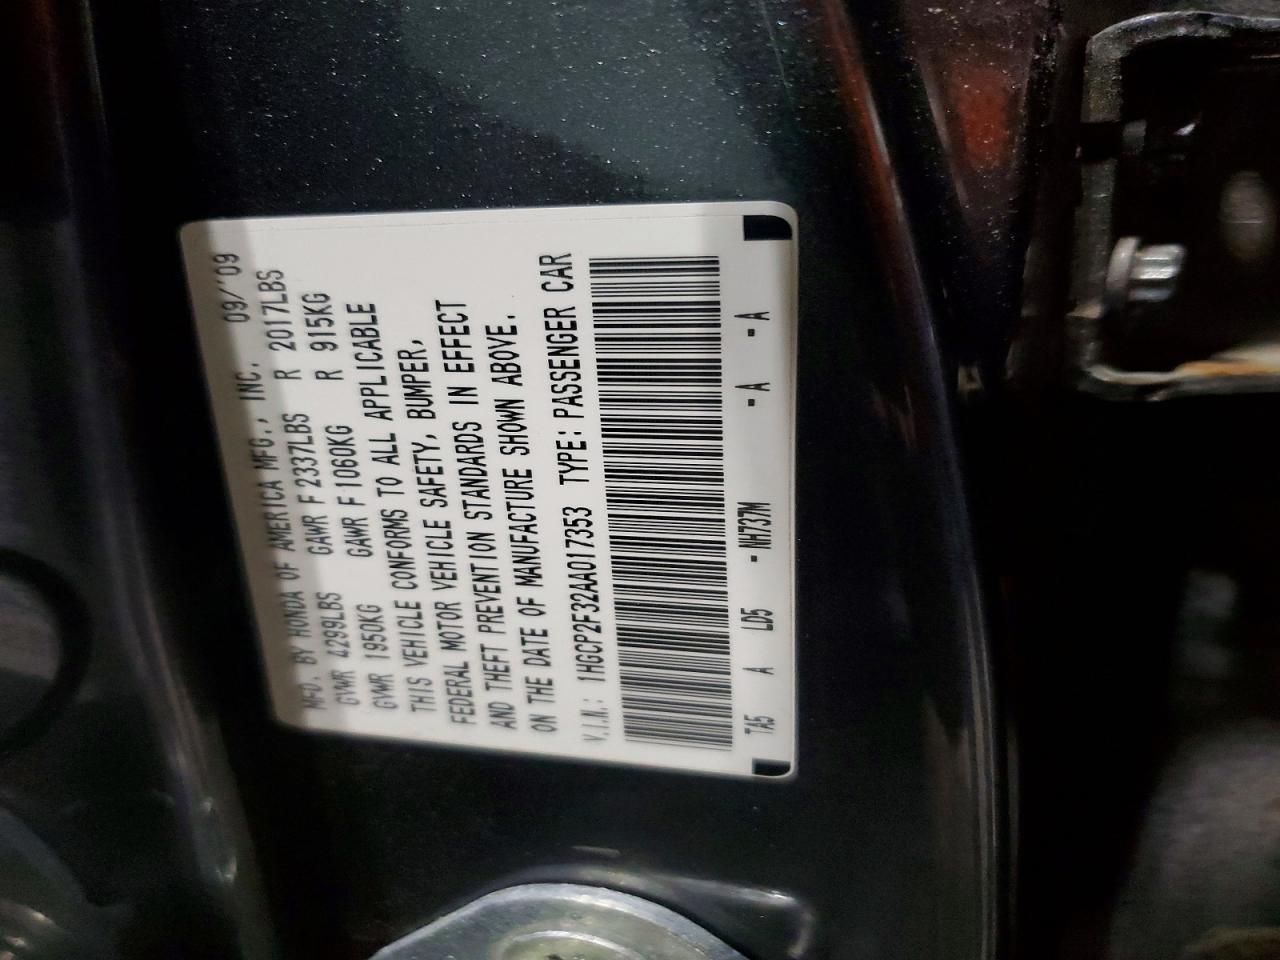 MFD. BY HONDA OF AMERICA MFG., INC. 09/'09
GVWR 4299LBS GAWR F 2337LBS R 2017LBS
GVWR 1950KG GAWR F 1060KG R 915KG
THIS VEHICLE CONFORMS TO ALL APPLICABLE
FEDERAL MOTOR VEHICLE SAFETY, BUMPER,
AND THEFT PREVENTION STANDARDS IN EFFECT
ON THE DATE OF MANUFACTURE SHOWN ABOVE.
V.I.N.: 1HGCP2F32AA017353 TYPE: PASSENGER CAR
TA5 A LD5 - NH737M - A - A